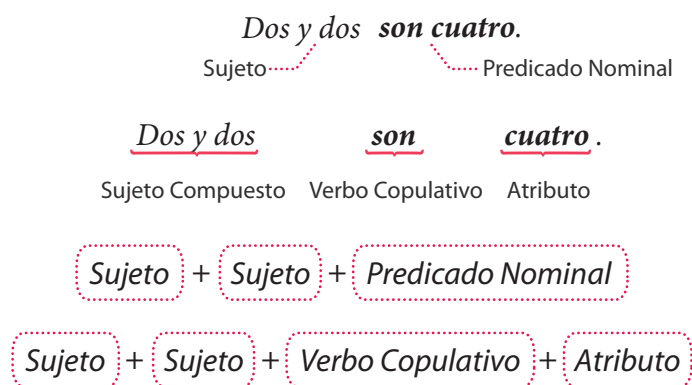 Dos y dos son cuatro.
Sujeto Predicado Nominal
Dos y dos son cuatro .
Sujeto Compuesto Verbo Copulativo Atributo
Sujeto + Sujeto + Predicado Nominal
Sujeto + Sujeto + Verbo Copulativo + Atributo